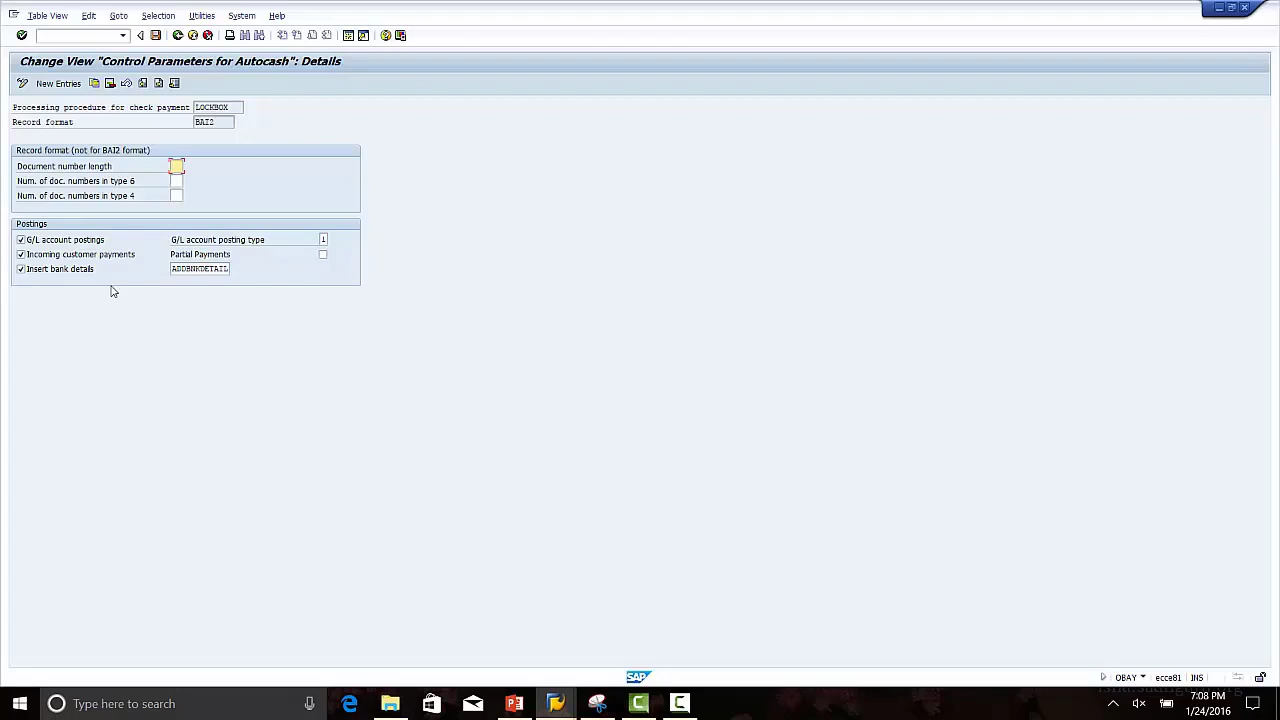 Table View Edit Goto Selection Utilities System Help
Change View "Control Parameters for Autocash": Details
New Entries
Processing procedure for check payment LOCKBOX
Record format BAI2
Record format (not for BAI2 format)
Document number length
Num. of doc. numbers in type 6
Num. of doc. numbers in type 4
Postings
G/L account postings G/L account posting type 1
Incoming customer payments Partial Payments
Insert bank details ADDBNKDETAIL
SAP
OBAY ecce81 INS
Type here to search
7:08 PM
1/24/2016